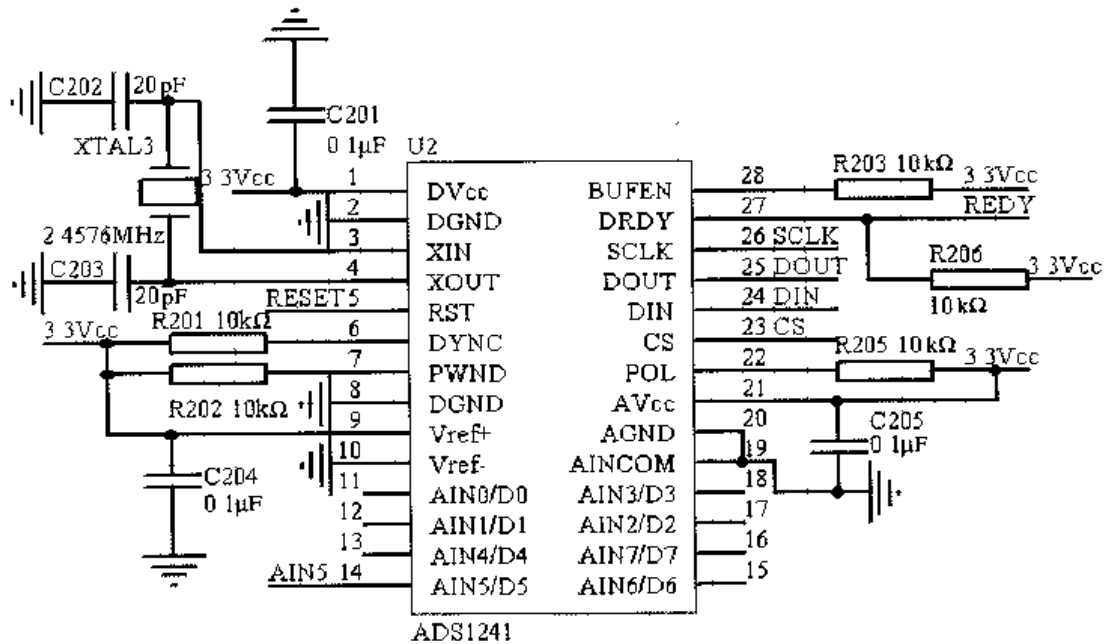 C202
20pF
XTAL3
C201
0 1μF
U2
3 3Vcc
2 4576MHz
C203
20pF
RESET
3 3Vcc
R201 10kΩ
R202 10kΩ
C204
0 1μF
AIN5
1 DVcc
2 DGND
3 XIN
4 XOUT
5 RST
6 DYNC
7 PWND
8 DGND
9 Vref+
10 Vref-
11 AIN0/D0
12 AIN1/D1
13 AIN4/D4
14 AIN5/D5
BUFEN 28
DRDY 27
SCLK 26 SCLK
DOUT 25 DOUT
DIN 24 DIN
CS 23 CS
POL 22
AVcc 21
AGND 20
AINCOM 19
AIN3/D3 18
AIN2/D2 17
AIN7/D7 16
AIN6/D6 15
R203 10kΩ
3 3Vcc
REDY
R206
3 3Vcc
10kΩ
R205 10kΩ
3 3Vcc
C205
0 1μF
ADS1241